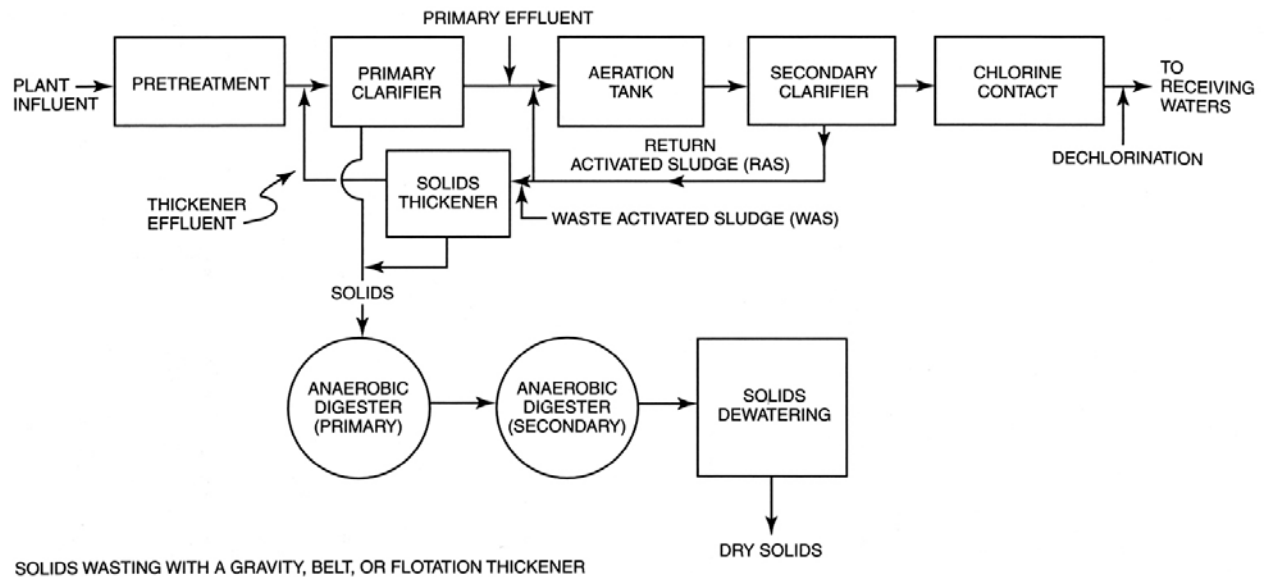 PRIMARY EFFLUENT
PLANT
INFLUENT
PRETREATMENT
PRIMARY
CLARIFIER
AERATION
TANK
SECONDARY
CLARIFIER
CHLORINE
CONTACT
TO
RECEIVING
WATERS
DECHLORINATION
RETURN
ACTIVATED SLUDGE (RAS)
SOLIDS
THICKENER
THICKENER
EFFLUENT
WASTE ACTIVATED SLUDGE (WAS)
SOLIDS
ANAEROBIC
DIGESTER
(PRIMARY)
ANAEROBIC
DIGESTER
(SECONDARY)
SOLIDS
DEWATERING
DRY SOLIDS
SOLIDS WASTING WITH A GRAVITY, BELT, OR FLOTATION THICKENER